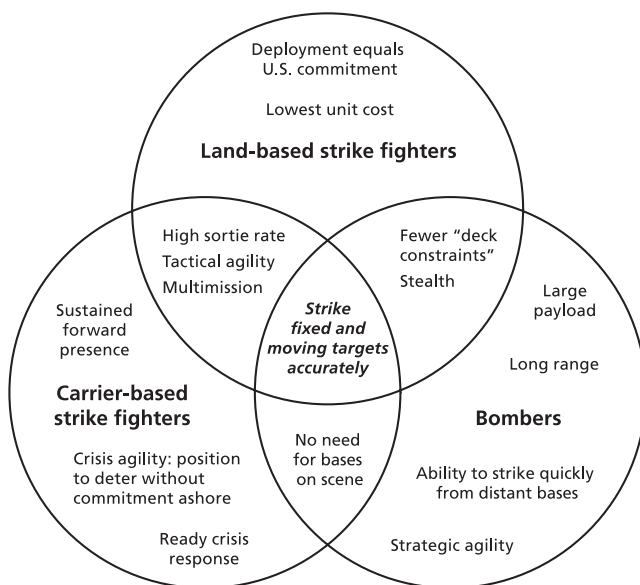 Deployment equals
U.S. commitment
Lowest unit cost
Land-based strike fighters
High sortie rate
Tactical agility
Multimission
Fewer “deck
constraints”
Stealth
Strike
fixed and
moving targets
accurately
Sustained
forward
presence
Large
payload
Long range
Carrier-based
strike fighters
Bombers
No need
for bases
on scene
Crisis agility: position
to deter without
commitment ashore
Ability to strike quickly
from distant bases
Ready crisis
response
Strategic agility